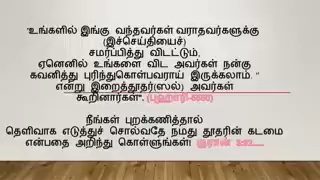 'உங்களில் இங்கு வந்தவர்கள் வராதவர்களுக்கு
(இச்செய்தியைச்)
சமர்ப்பித்து விடட்டும்,
ஏனெனில் உங்களை விட அவர்கள் நன்கு
கவனித்து புரிந்துகொள்பவராய் இருக்கலாம். "
என்று இறைத்தூதர்(ஸல்) அவர்கள்
கூறினார்கள்".
நீங்கள் புறக்கணித்தால்
தெளிவாக எடுத்துச் சொல்வதே நமது தூதரின் கடமை
என்பதை அறிந்து கொள்ளுங்கள்!